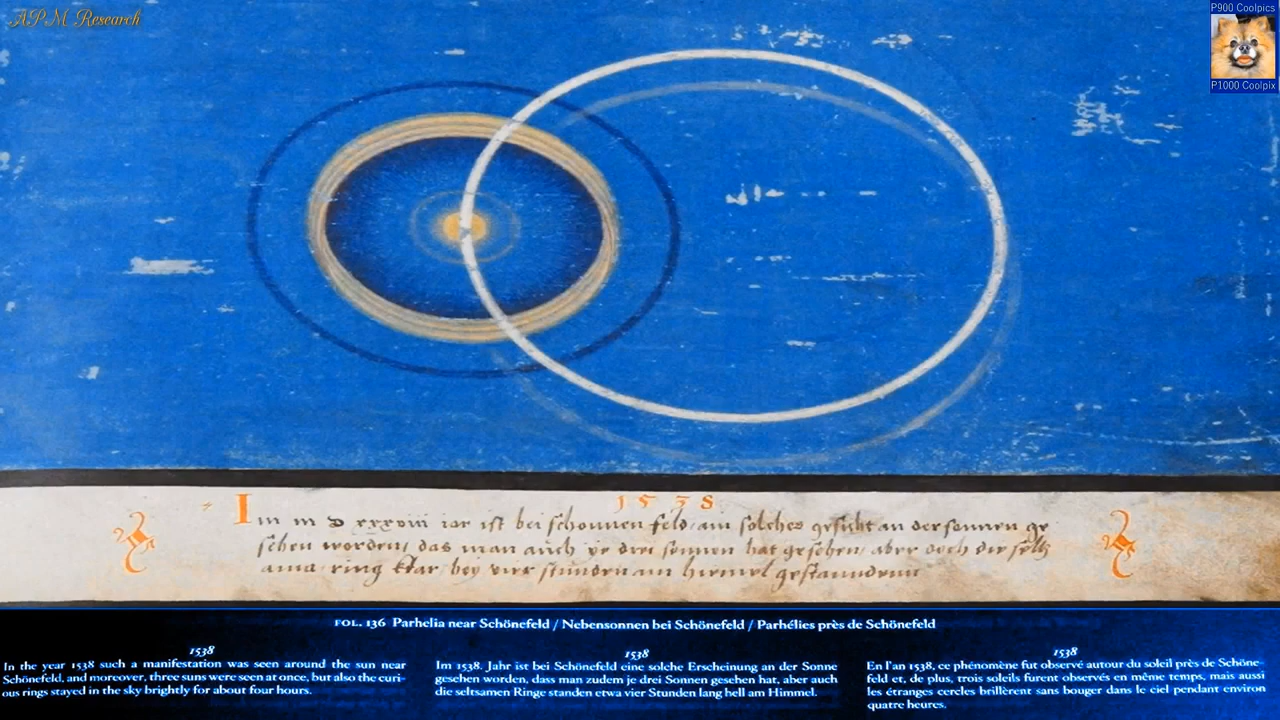 APM Research
P900 Coolpics
P1000 Coolpix
1538
Im m D xxxviii iar ist bei schonnen feld ain solches gesicht an der sonnen ge
sehen worden, das man auch ye drei sonnen hat gesehen, aber doch die
ring klar bey vier stunden am himel
FOL. 136 Parhelia near Schönefeld / Nebensonnen bei Schönefeld / Parhélies près de Schönefeld
1538
In the year 1538 such a manifestation was seen around the sun near
Schönefeld, and moreover, three suns were seen at once, but also the curi-
ous rings stayed in the sky brightly for about four hours.
1538
Im 1538. Jahr ist bei Schönefeld eine solche Erscheinung an der Sonne
gesehen worden, dass man zudem je drei Sonnen gesehen hat, aber auch
die seltsamen Ringe standen etwa vier Stunden lang hell am Himmel.
1538
En l'an 1538, ce phénomène fut observé autour du soleil près de Schöne-
feld et, de plus, trois soleils furent observés en même temps, mais aussi
les étranges cercles brillèrent sans bouger dans le ciel pendant environ
quatre heures.